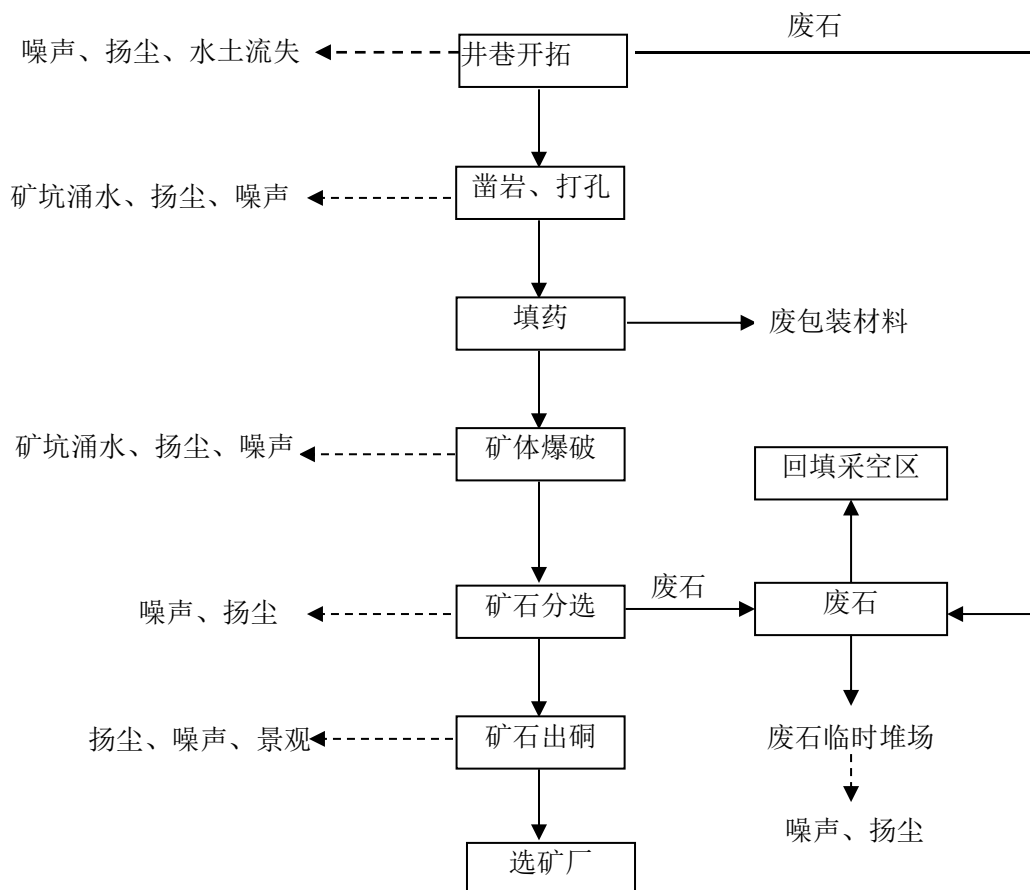 废石
噪声、扬尘、水土流失
井巷开拓
矿坑涌水、扬尘、噪声
凿岩、打孔
填药
废包装材料
矿坑涌水、扬尘、噪声
矿体爆破
回填采空区
噪声、扬尘
矿石分选
废石
废石
扬尘、噪声、景观
矿石出硐
废石临时堆场
噪声、扬尘
选矿厂